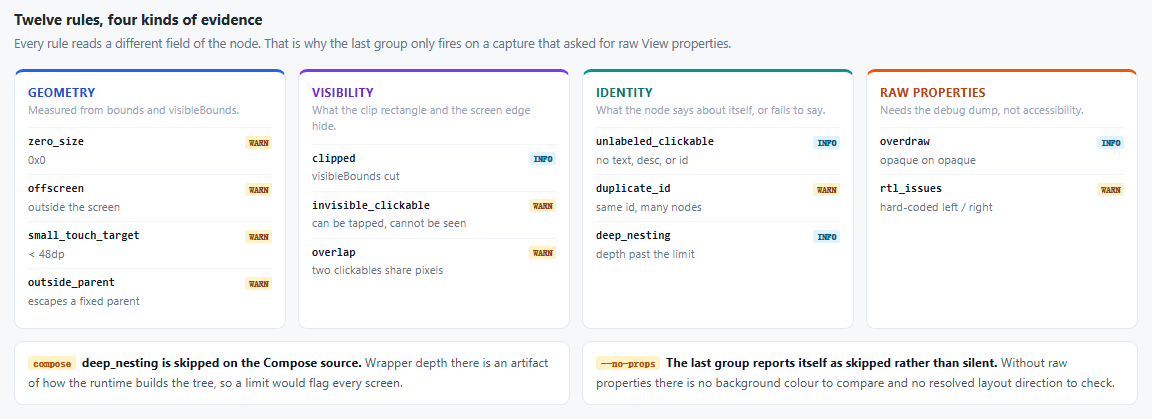 Twelve rules, four kinds of evidence
Every rule reads a different field of the node. That is why the last group only fires on a capture that asked for raw View properties.
GEOMETRY
Measured from bounds and visibleBounds.
zero_size WARN
0x0
offscreen WARN
outside the screen
small_touch_target WARN
< 48dp
outside_parent WARN
escapes a fixed parent
VISIBILITY
What the clip rectangle and the screen edge
hide.
clipped INFO
visibleBounds cut
invisible_clickable WARN
can be tapped, cannot be seen
overlap WARN
two clickables share pixels
IDENTITY
What the node says about itself, or fails to say.
unlabeled_clickable INFO
no text, desc, or id
duplicate_id WARN
same id, many nodes
deep_nesting INFO
depth past the limit
RAW PROPERTIES
Needs the debug dump, not accessibility.
overdraw INFO
opaque on opaque
rtl_issues WARN
hard-coded left / right
compose deep_nesting is skipped on the Compose source. Wrapper depth there is an artifact
of how the runtime builds the tree, so a limit would flag every screen.
--no-props The last group reports itself as skipped rather than silent. Without raw
properties there is no background colour to compare and no resolved layout direction to check.